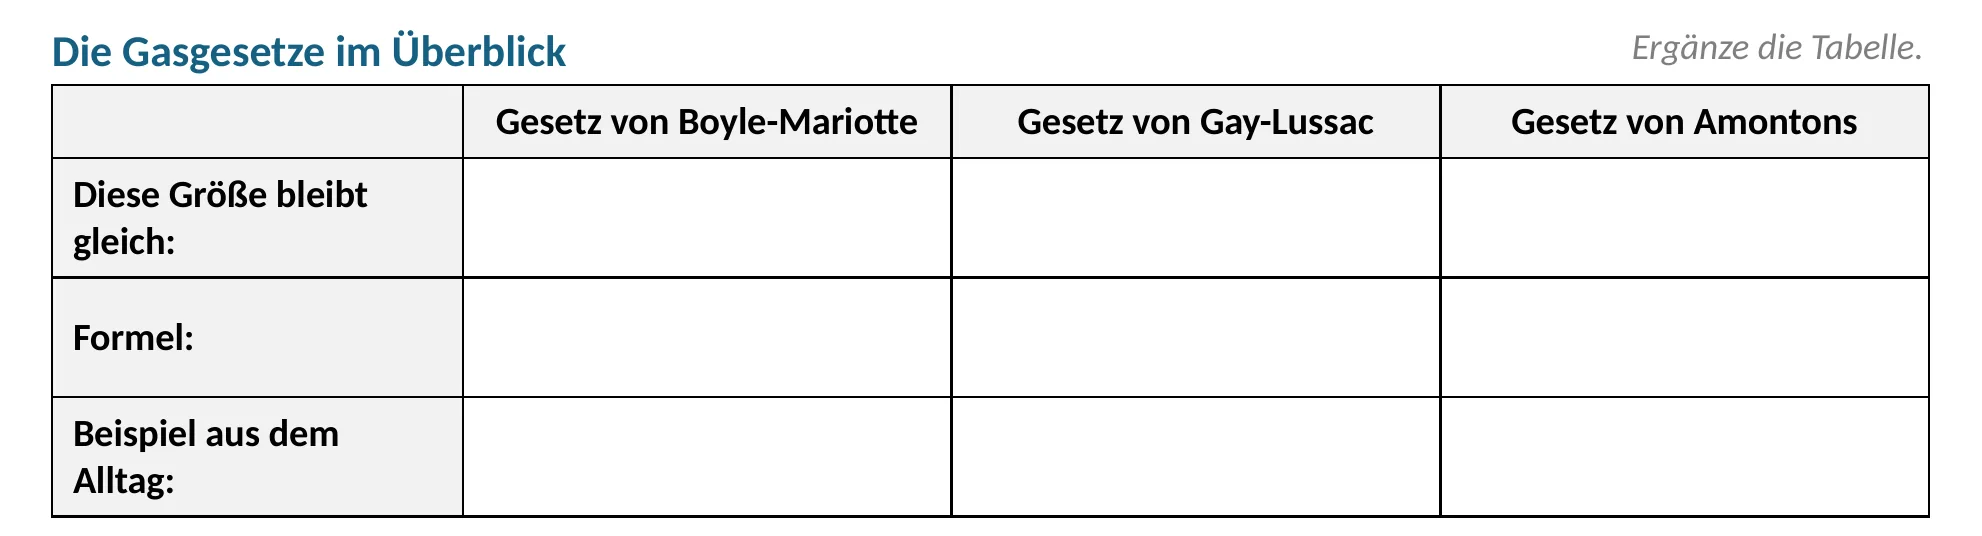 Die Gasgesetze im Überblick
Ergänze die Tabelle.
Gesetz von Boyle-Mariotte
Gesetz von Gay-Lussac
Gesetz von Amontons
Diese Größe bleibt
gleich:
Formel:
Beispiel aus dem
Alltag: